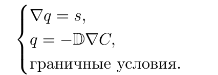 ∇q = s,
q = −𝔻∇C,
граничные условия.